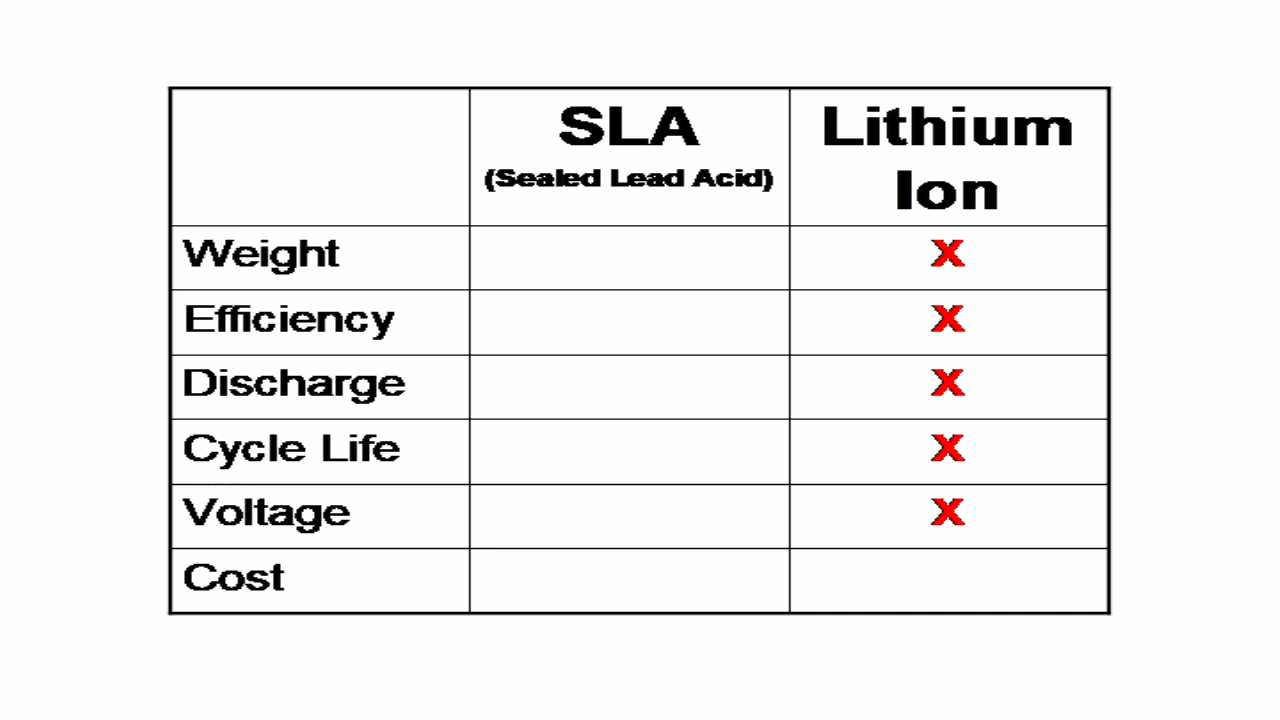 SLA
(Sealed Lead Acid)
Lithium
Ion
Weight
X
Efficiency
X
Discharge
X
Cycle Life
X
Voltage
X
Cost